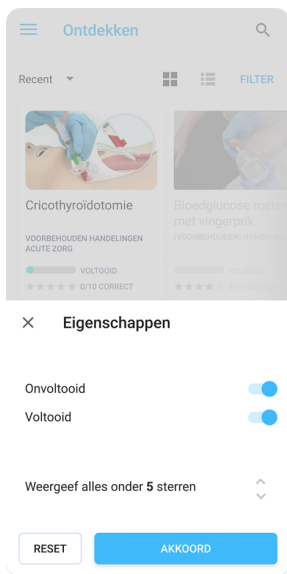 Ontdekken
Recent
FILTER
Cricothyroïdotomie
VOORBEHOUDEN HANDELINGEN
ACUTE ZORG
VOLTOOID
0/10 CORRECT
Bloedglucose
met vingerprik
VOLTOOID
Eigenschappen
Onvoltooid
Voltooid
Weergeef alles onder 5 sterren
RESET
AKKOORD